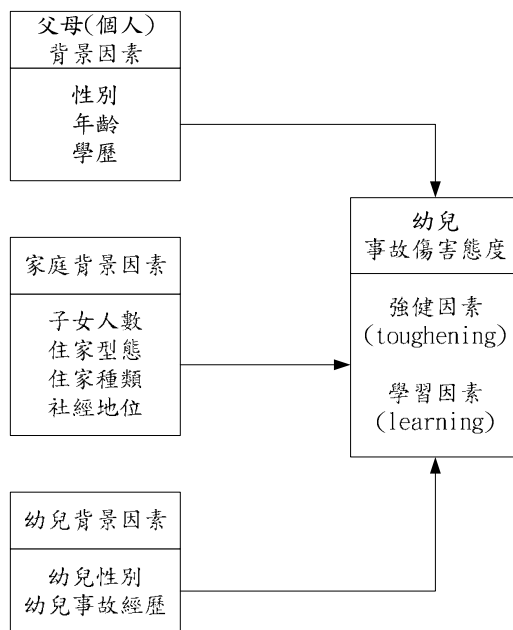 父母(個人)
背景因素
性別
年齡
學歷
家庭背景因素
子女人數
住家型態
住家種類
社經地位
幼兒背景因素
幼兒性別
幼兒事故經歷
幼兒
事故傷害態度
強健因素
(toughening)
學習因素
(learning)